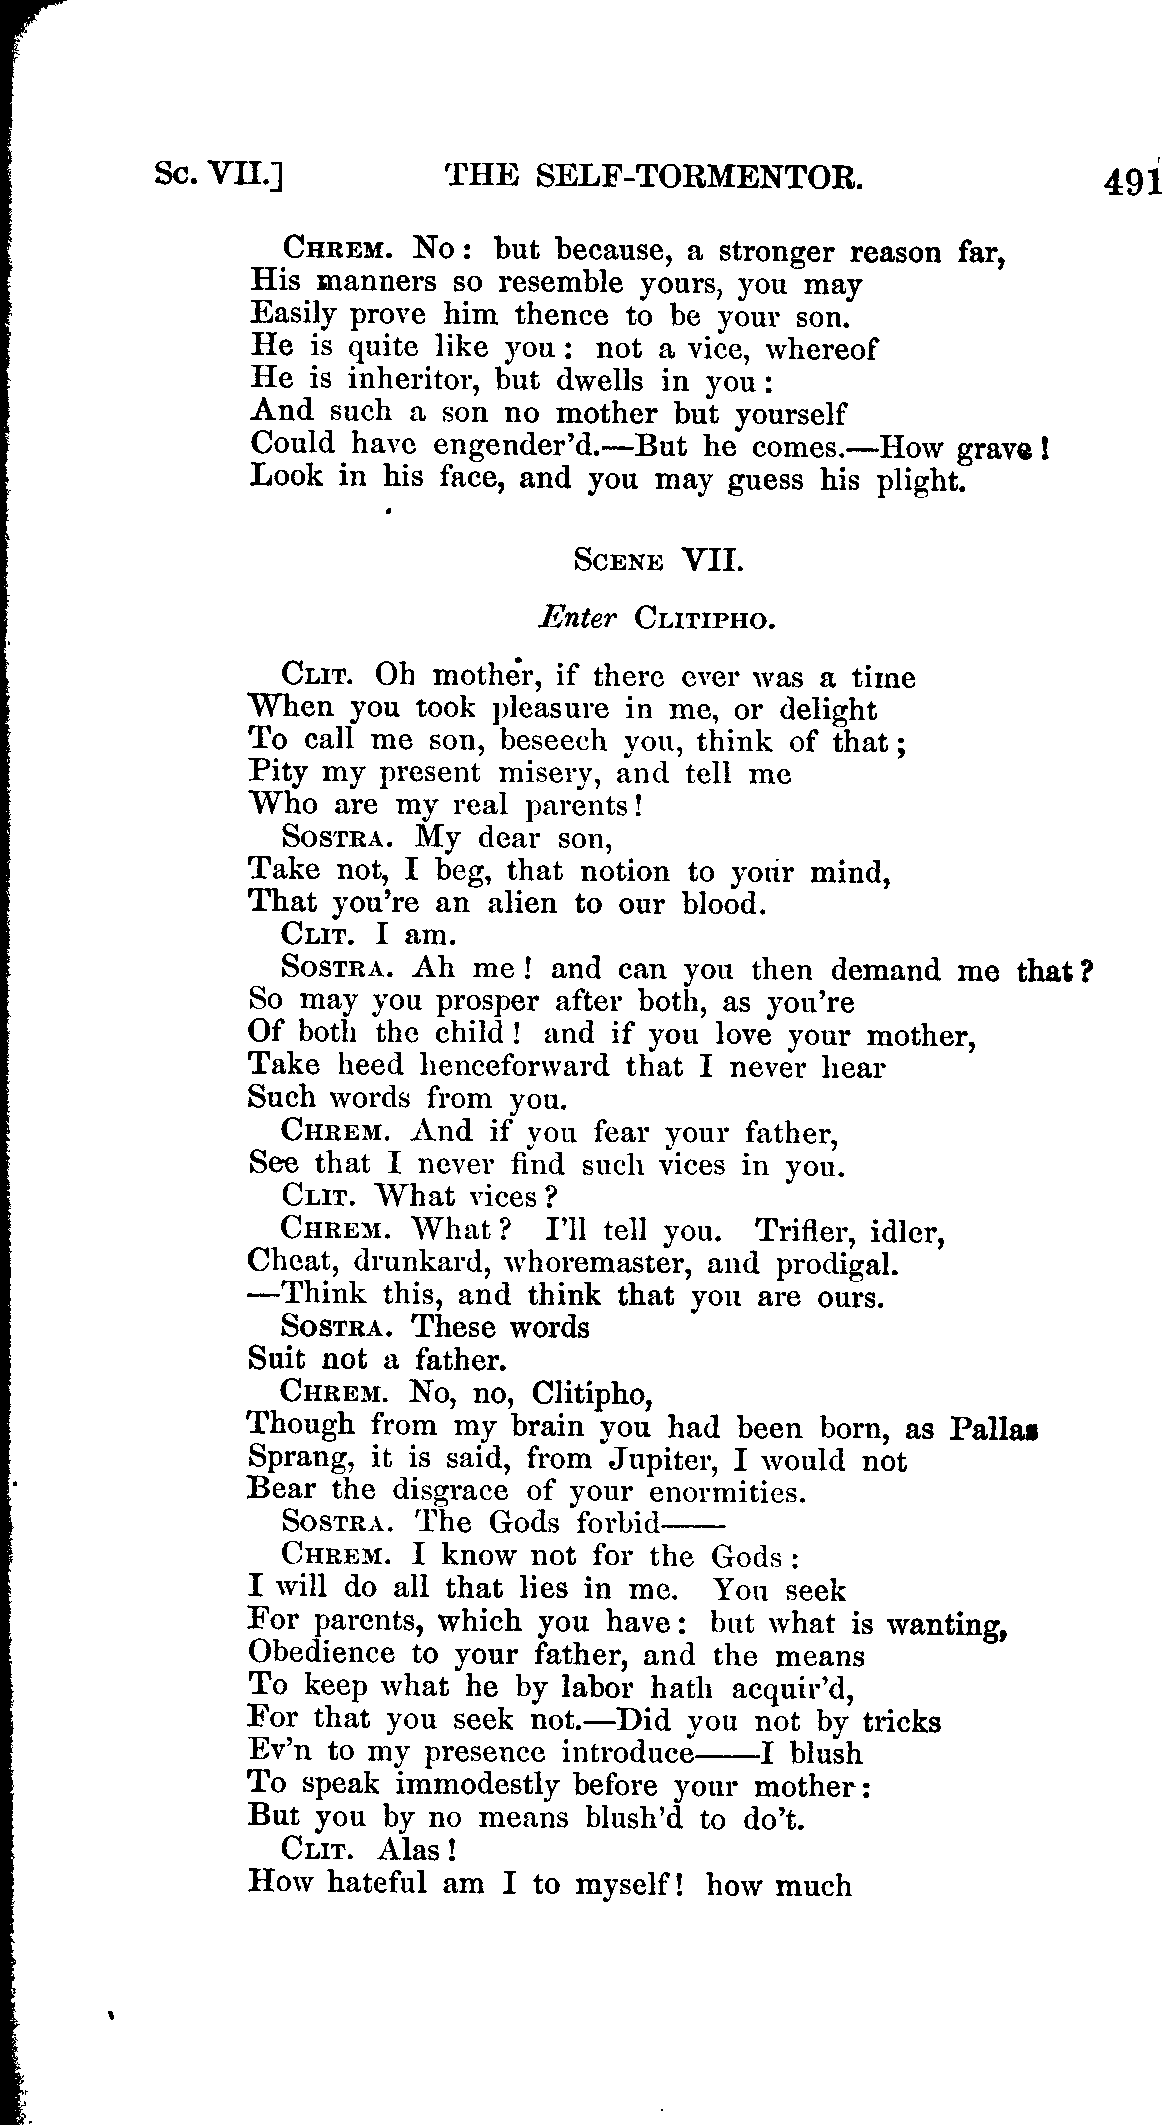 Sc. VII.] THE SELF-TORMENTOR. 491
Chrem. No: but because, a stronger reason far,
His manners so resemble yours, you may
Easily prove him thence to be your son.
He is quite like you: not a vice, whereof
He is inheritor, but dwells in you:
And such a son no mother but yourself
Could have engender'd.—But he comes.—How grave!
Look in his face, and you may guess his plight.
Scene VII.
Enter Clitipho.
Clit. Oh mother, if there ever was a time
When you took pleasure in me, or delight
To call me son, beseech you, think of that;
Pity my present misery, and tell me
Who are my real parents!
Sostra. My dear son,
Take not, I beg, that notion to your mind,
That you're an alien to our blood.
Clit. I am.
Sostra. Ah me! and can you then demand me that?
So may you prosper after both, as you're
Of both the child! and if you love your mother,
Take heed henceforward that I never hear
Such words from you.
Chrem. And if you fear your father,
See that I never find such vices in you.
Clit. What vices?
Chrem. What? I'll tell you. Trifler, idler,
Cheat, drunkard, whoremaster, and prodigal.
—Think this, and think that you are ours.
Sostra. These words
Suit not a father.
Chrem. No, no, Clitipho,
Though from my brain you had been born, as Pallas
Sprang, it is said, from Jupiter, I would not
Bear the disgrace of your enormities.
Sostra. The Gods forbid——
Chrem. I know not for the Gods:
I will do all that lies in me. You seek
For parents, which you have: but what is wanting,
Obedience to your father, and the means
To keep what he by labor hath acquir'd,
For that you seek not.—Did you not by tricks
Ev'n to my presence introduce——I blush
To speak immodestly before your mother:
But you by no means blush'd to do't.
Clit. Alas!
How hateful am I to myself! how much